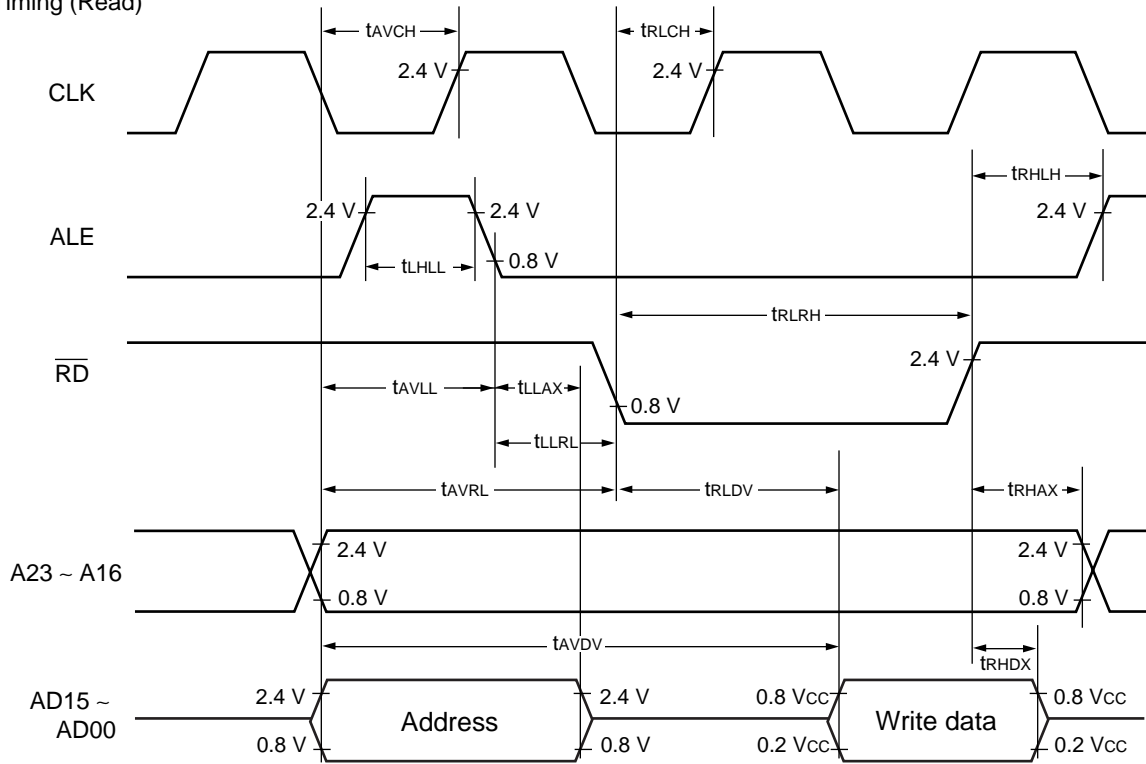 iming (Read)
tAVCH
tRLCH
2.4 V
2.4 V
CLK
tRHLH
2.4 V
2.4 V
2.4 V
ALE
0.8 V
tLHLL
tRLRH
2.4 V
RD
tAVLL
tLLAX
0.8 V
tLLRL
tAVRL
tRLDV
tRHAX
2.4 V
2.4 V
A23 ~ A16
0.8 V
0.8 V
tAVDV
tRHDX
AD15 ~
AD00
2.4 V
2.4 V
0.8 VCC
0.8 VCC
Address
Write data
0.8 V
0.8 V
0.2 VCC
0.2 VCC